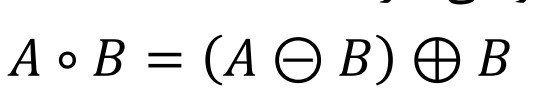 A ∘ B = (A ⊖ B) ⊕ B